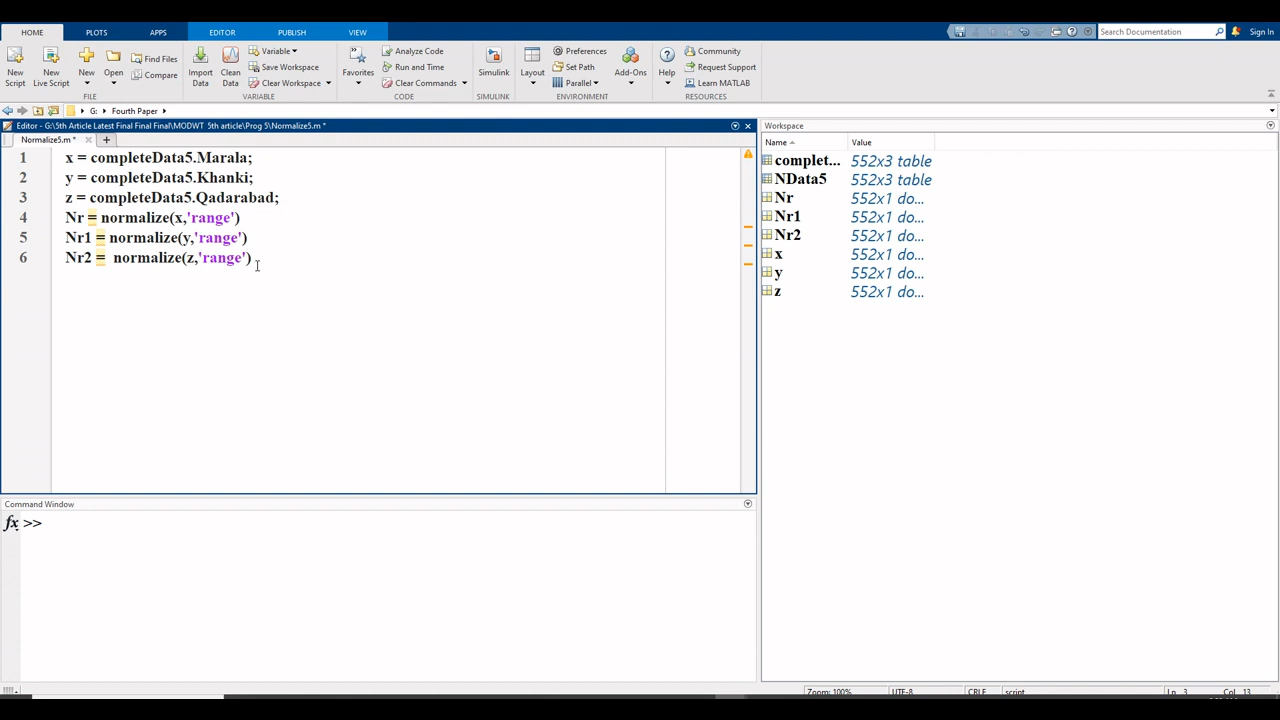 HOME PLOTS APPS EDITOR PUBLISH VIEW Search Documentation Sign In
New Script New Live Script New Open Find Files Compare Import Data Clean Data Variable Save Workspace Clear Workspace Favorites Analyze Code Run and Time Clear Commands Simulink Layout Preferences Set Path Parallel Add-Ons Help Community Request Support Learn MATLAB
FILE VARIABLE CODE SIMULINK ENVIRONMENT RESOURCES
G: Fourth Paper
Editor - G:\5th Article Latest Final Final Final\MODWT 5th article\Prog 5\Normalize5.m *
Normalize5.m * +
1 x = completeData5.Marala;
2 y = completeData5.Khanki;
3 z = completeData5.Qadarabad;
4 Nr = normalize(x,'range')
5 Nr1 = normalize(y,'range')
6 Nr2 =  normalize(z,'range')
Workspace
Name Value
complet... 552x3 table
NData5 552x3 table
Nr 552x1 do...
Nr1 552x1 do...
Nr2 552x1 do...
x 552x1 do...
y 552x1 do...
z 552x1 do...
Command Window
fx >>
Zoom: 100% UTF-8 CRLF script Ln 3 Col 13